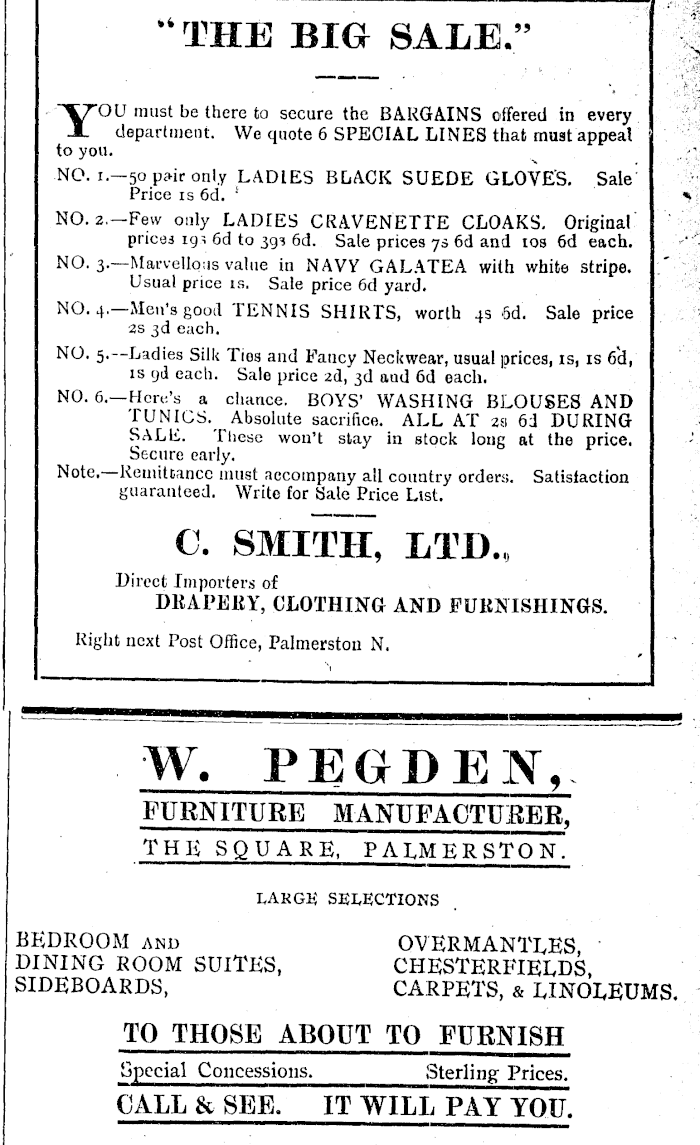 "THE BIG SALE."
YOU must be there to secure the BARGAINS offered in every
department. We quote 6 SPECIAL LINES that must appeal
to you.
NO. 1.—50 pair only LADIES BLACK SUEDE GLOVES. Sale
Price 1s 6d.
NO. 2.—Few only LADIES CRAVENETTE CLOAKS. Original
prices 19s 6d to 39s 6d. Sale prices 7s 6d and 10s 6d each.
NO. 3.—Marvellous value in NAVY GALATEA with white stripe.
Usual price 1s. Sale price 6d yard.
NO. 4.—Men's good TENNIS SHIRTS, worth 4s 6d. Sale price
2s 3d each.
NO. 5.--Ladies Silk Ties and Fancy Neckwear, usual prices, 1s, 1s 6d,
1s 9d each. Sale price 2d, 3d and 6d each.
NO. 6.—Here's a chance. BOYS' WASHING BLOUSES AND
TUNICS. Absolute sacrifice. ALL AT 2s 6d DURING
SALE. These won't stay in stock long at the price.
Secure early.
Note.—Remittance must accompany all country orders. Satisfaction
guaranteed. Write for Sale Price List.
C. SMITH, LTD.,
Direct Importers of
DRAPERY, CLOTHING AND FURNISHINGS.
Right next Post Office, Palmerston N.
W. PEGDEN,
FURNITURE MANUFACTURER,
THE SQUARE, PALMERSTON.
LARGE SELECTIONS
BEDROOM AND
DINING ROOM SUITES,
SIDEBOARDS,
OVERMANTLES,
CHESTERFIELDS,
CARPETS, & LINOLEUMS.
TO THOSE ABOUT TO FURNISH
Special Concessions. Sterling Prices.
CALL & SEE. IT WILL PAY YOU.